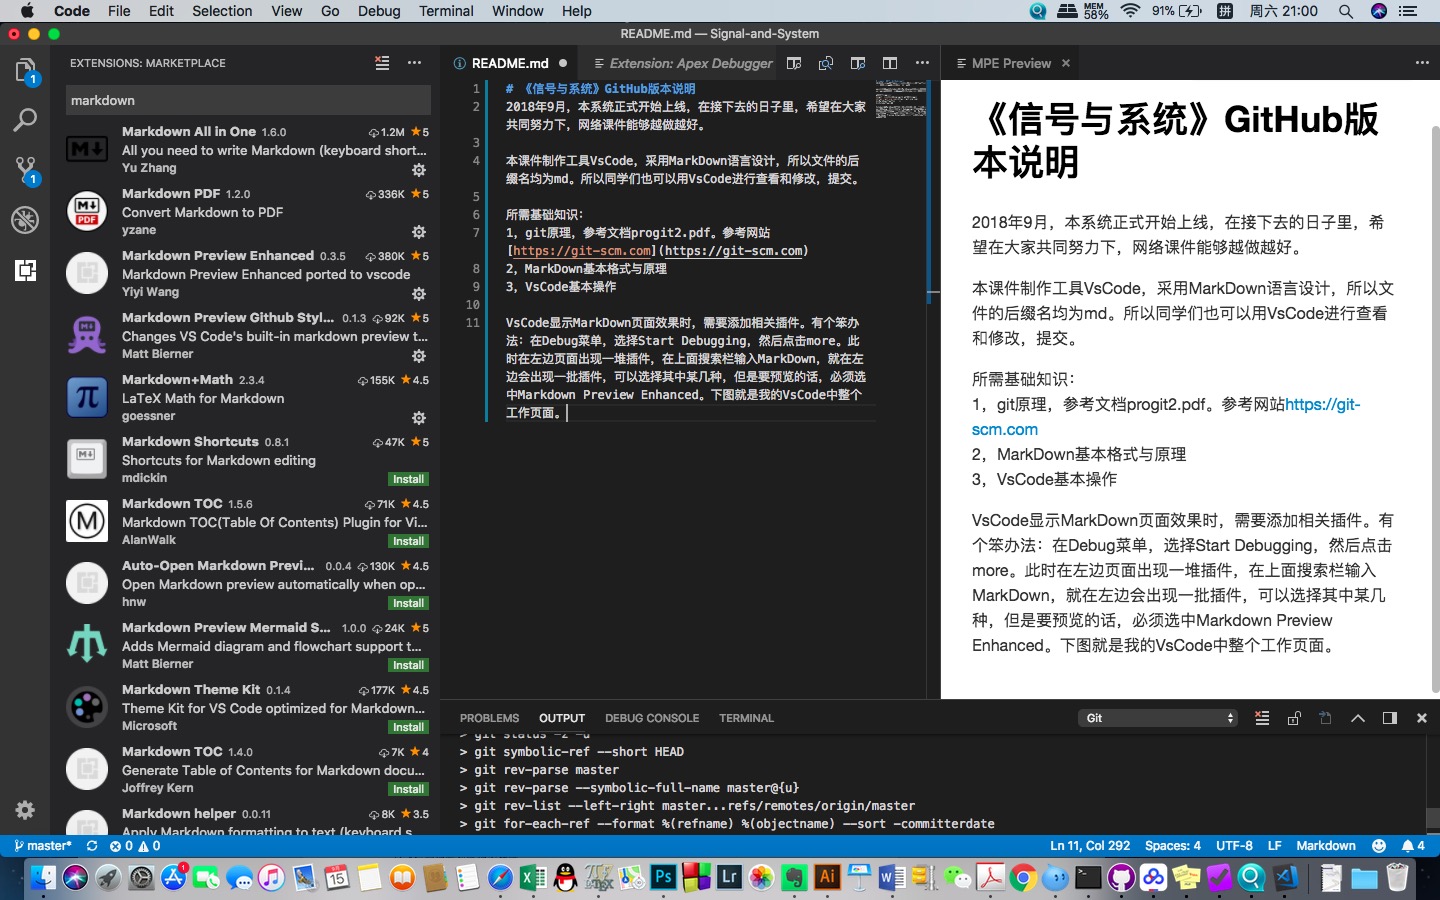 Code File Edit Selection View Go Debug Terminal Window Help
MEM 58% 91% 拼 周六 21:00
README.md — Signal-and-System
EXTENSIONS: MARKETPLACE
markdown
Markdown All in One 1.6.0 1.2M 5
All you need to write Markdown (keyboard short...
Yu Zhang
Markdown PDF 1.2.0 336K 5
Convert Markdown to PDF
yzane
Markdown Preview Enhanced 0.3.5 380K 5
Markdown Preview Enhanced ported to vscode
Yiyi Wang
Markdown Preview Github Styl... 0.1.3 92K 5
Changes VS Code's built-in markdown preview t...
Matt Bierner
Markdown+Math 2.3.4 155K 4.5
LaTeX Math for Markdown
goessner
Markdown Shortcuts 0.8.1 47K 5
Shortcuts for Markdown editing
mdickin Install
Markdown TOC 1.5.6 71K 4.5
Markdown TOC(Table Of Contents) Plugin for Vi...
AlanWalk Install
Auto-Open Markdown Previ... 0.0.4 130K 4.5
Open Markdown preview automatically when op...
hnw Install
Markdown Preview Mermaid S... 1.0.0 24K 5
Adds Mermaid diagram and flowchart support t...
Matt Bierner Install
Markdown Theme Kit 0.1.4 177K 4.5
Theme Kit for VS Code optimized for Markdown...
Microsoft Install
Markdown TOC 1.4.0 7K 4
Generate Table of Contents for Markdown docu...
Joffrey Kern Install
Markdown helper 0.0.11 8K 3.5
Apply Markdown formatting to text (keyboard s
README.md Extension: Apex Debugger
1 # 《信号与系统》GitHub版本说明
2 2018年9月，本系统正式开始上线，在接下去的日子里，希望在大家
共同努力下，网络课件能够越做越好。
3
4 本课件制作工具VsCode，采用MarkDown语言设计，所以文件的后
缀名均为md。所以同学们也可以用VsCode进行查看和修改，提交。
5
6 所需基础知识：
7 1，git原理，参考文档progit2.pdf。参考网站
[https://git-scm.com](https://git-scm.com)
8 2，MarkDown基本格式与原理
9 3，VsCode基本操作
10
11 VsCode显示MarkDown页面效果时，需要添加相关插件。有个笨办
法：在Debug菜单，选择Start Debugging，然后点击more。此
时在左边页面出现一堆插件，在上面搜索栏输入MarkDown，就在左
边会出现一批插件，可以选择其中某几种，但是要预览的话，必须选
中Markdown Preview Enhanced。下图就是我的VsCode中整个
工作页面。
MPE Preview
《信号与系统》GitHub版
本说明
2018年9月，本系统正式开始上线，在接下去的日子里，希
望在大家共同努力下，网络课件能够越做越好。
本课件制作工具VsCode，采用MarkDown语言设计，所以文
件的后缀名均为md。所以同学们也可以用VsCode进行查看
和修改，提交。
所需基础知识：
1，git原理，参考文档progit2.pdf。参考网站https://git-
scm.com
2，MarkDown基本格式与原理
3，VsCode基本操作
VsCode显示MarkDown页面效果时，需要添加相关插件。有
个笨办法：在Debug菜单，选择Start Debugging，然后点击
more。此时在左边页面出现一堆插件，在上面搜索栏输入
MarkDown，就在左边会出现一批插件，可以选择其中某几
种，但是要预览的话，必须选中Markdown Preview
Enhanced。下图就是我的VsCode中整个工作页面。
PROBLEMS OUTPUT DEBUG CONSOLE TERMINAL Git
> git status -z -u
> git symbolic-ref --short HEAD
> git rev-parse master
> git rev-parse --symbolic-full-name master@{u}
> git rev-list --left-right master...refs/remotes/origin/master
> git for-each-ref --format %(refname) %(objectname) --sort -committerdate
master* 0 0 Ln 11, Col 292 Spaces: 4 UTF-8 LF Markdown 4